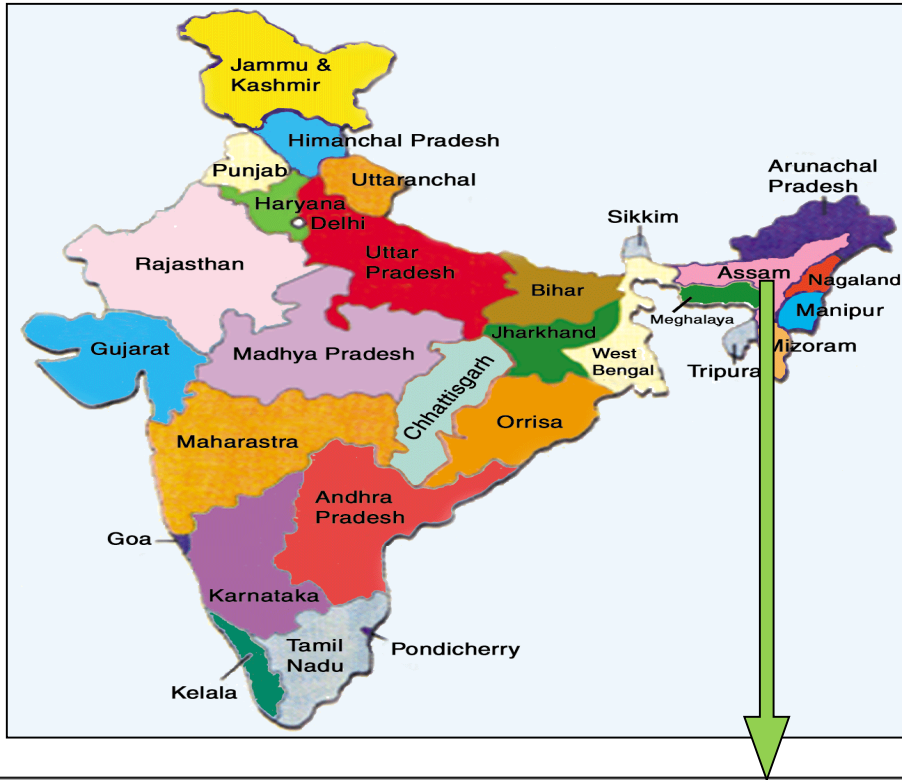 Jammu &
Kashmir
Himanchal Pradesh
Punjab
Uttaranchal
Haryana
Delhi
Arunachal
Pradesh
Sikkim
Uttar
Pradesh
Rajasthan
Assam
Nagaland
Bihar
Manipur
Meghalaya
Jharkhand
Gujarat
Madhya Pradesh
West
Bengal
Mizoram
Tripura
Chhattisgarh
Orrisa
Maharastra
Andhra
Pradesh
Goa
Karnataka
Tamil
Nadu
Pondicherry
Kelala